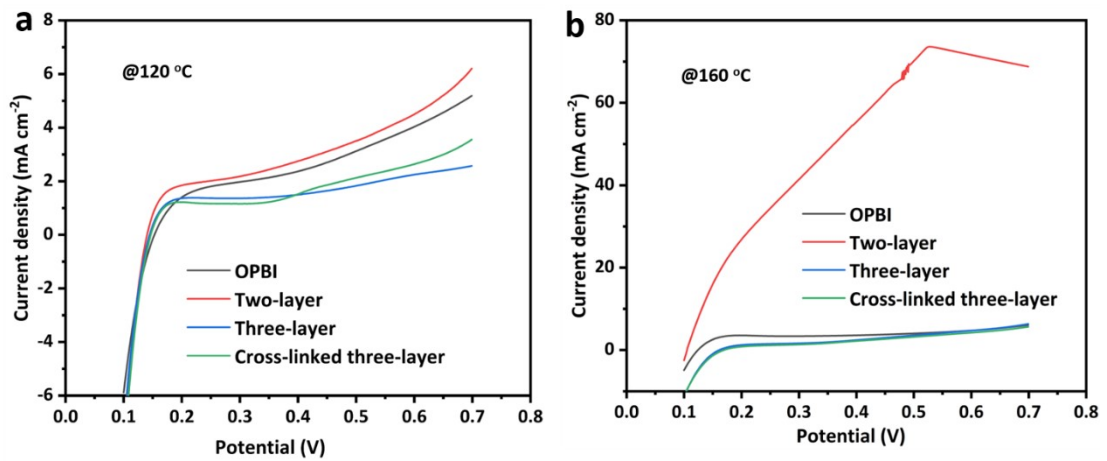 a
8
6
4
2
0
-2
-4
-6
Current density (mA cm⁻²)
@120 °C
OPBI
Two-layer
Three-layer
Cross-linked three-layer
0.0 0.1 0.2 0.3 0.4 0.5 0.6 0.7 0.8
Potential (V)
b
80
60
40
20
0
Current density (mA cm⁻²)
@160 °C
OPBI
Two-layer
Three-layer
Cross-linked three-layer
0.0 0.1 0.2 0.3 0.4 0.5 0.6 0.7 0.8
Potential (V)